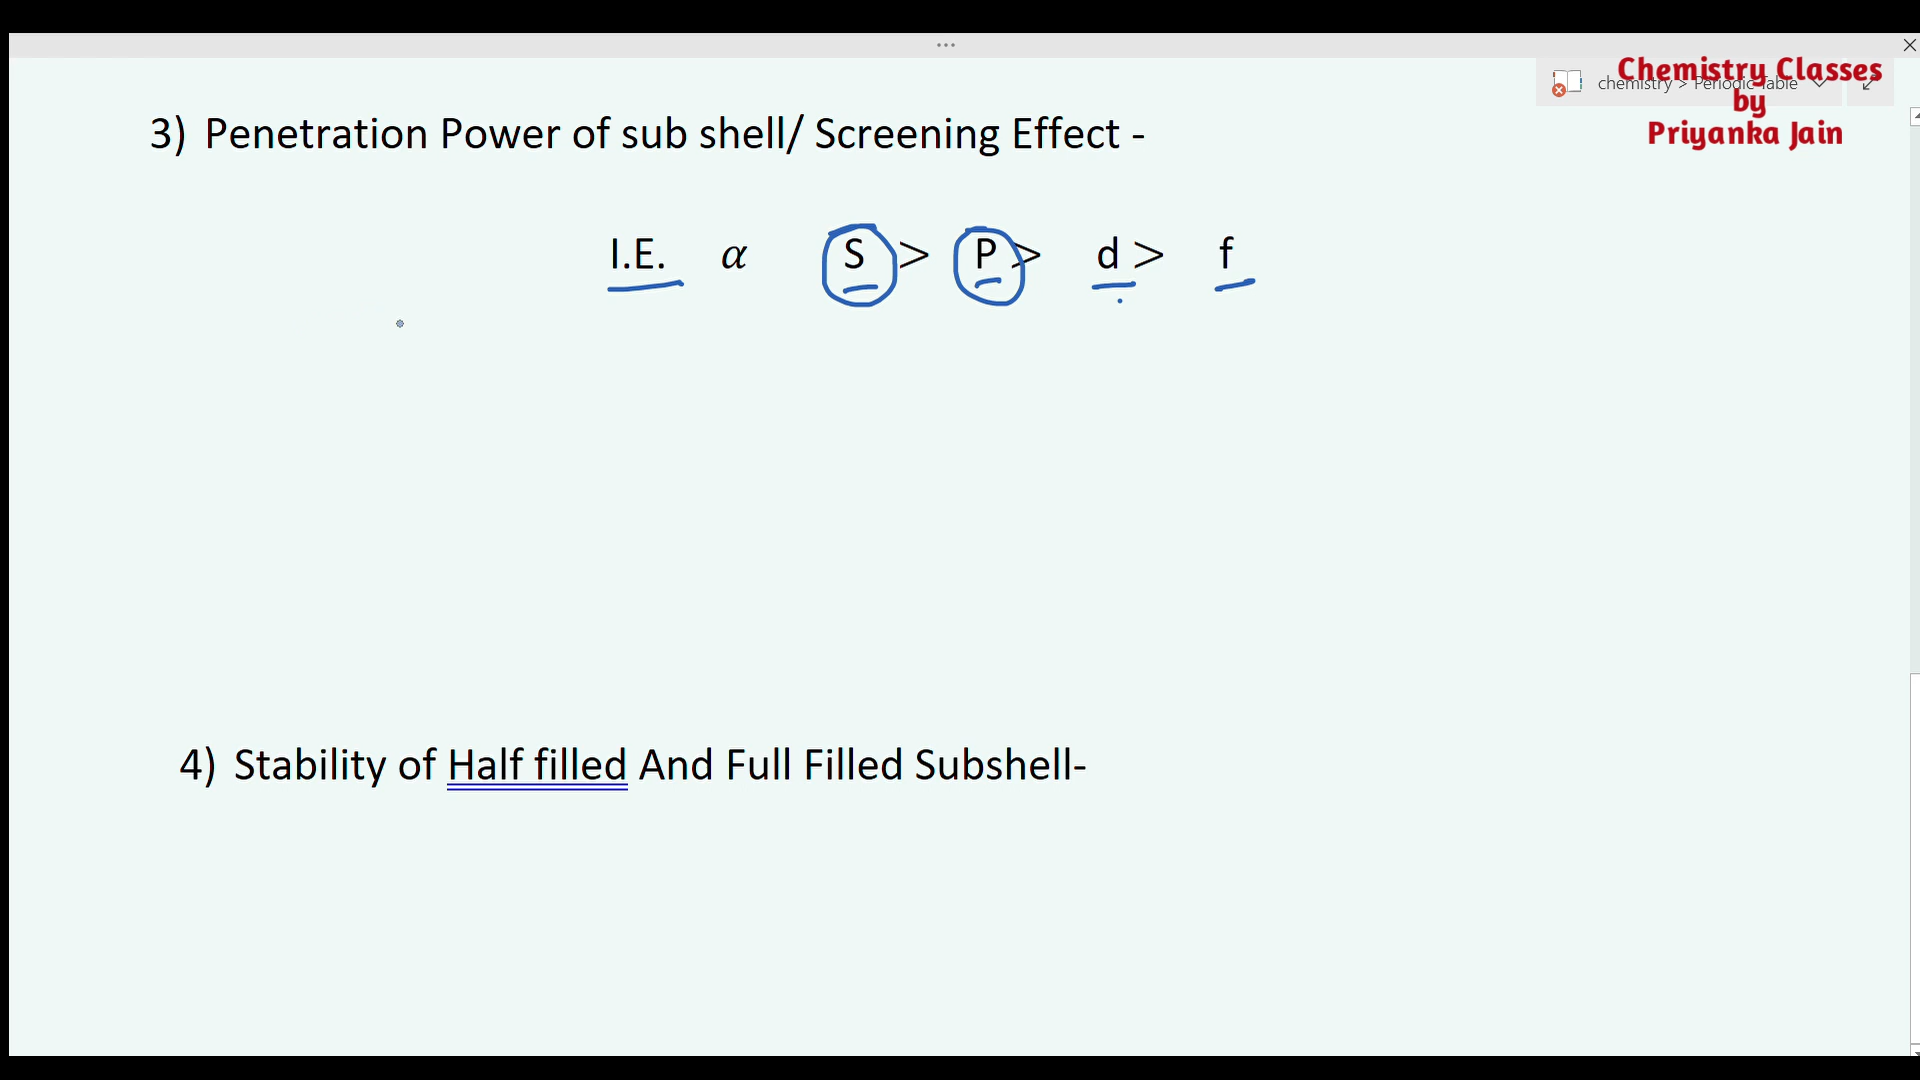 Chemistry Classes
by
Priyanka Jain
chemistry > Periodic Table
3) Penetration Power of sub shell/ Screening Effect -
I.E. α S > P > d > f
4) Stability of Half filled And Full Filled Subshell-